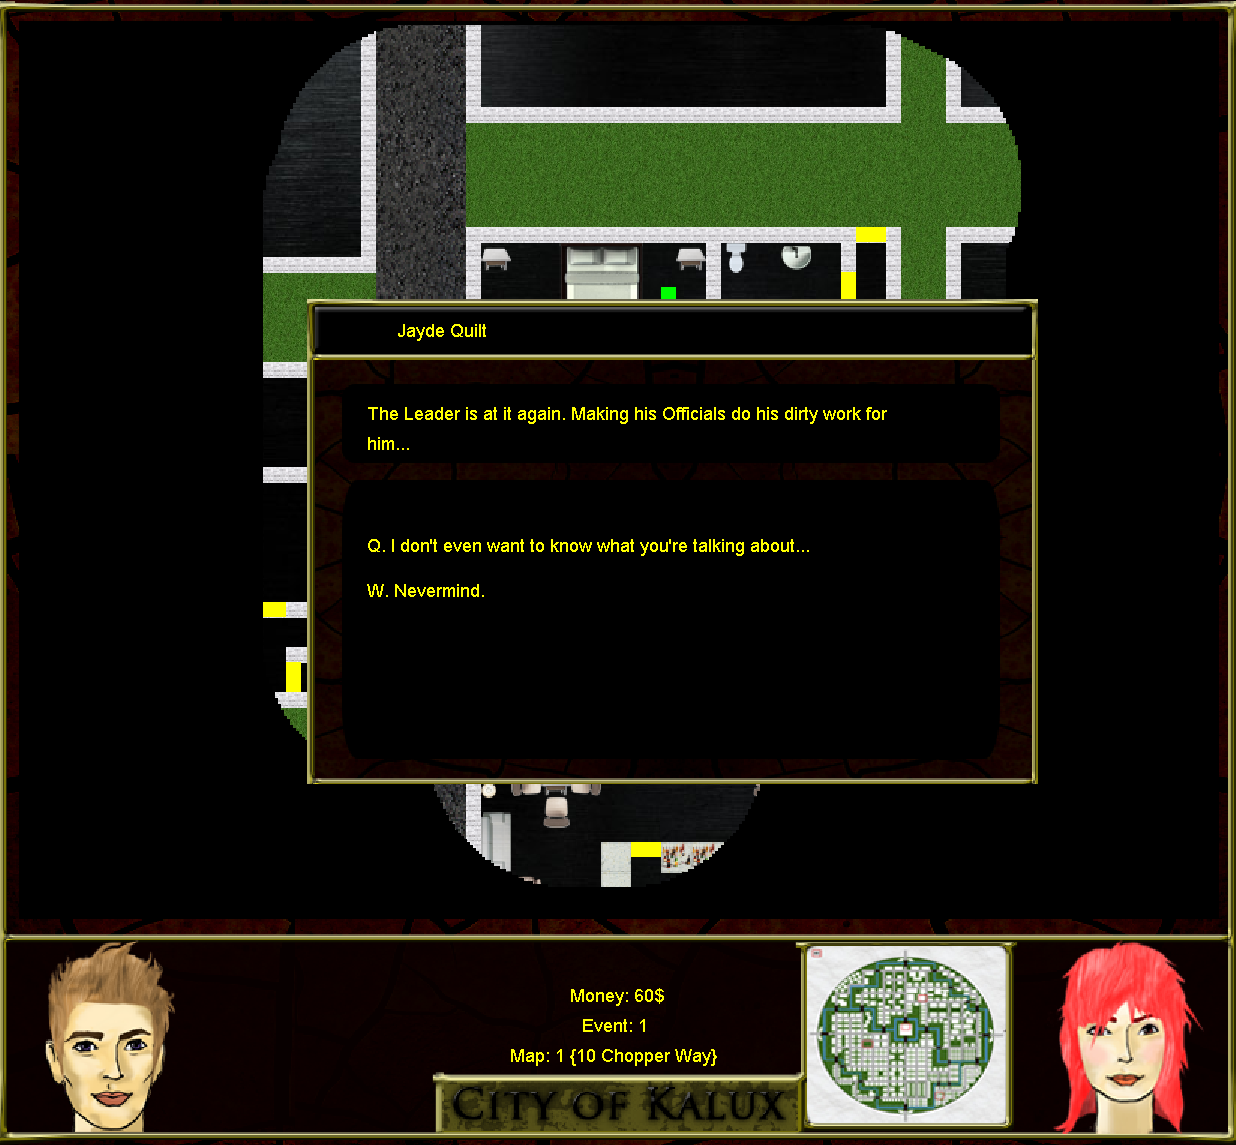 Jayde Quilt
The Leader is at it again. Making his Officials do his dirty work for
him...
Q. I don't even want to know what you're talking about...
W. Nevermind.
Money: 60$
Event: 1
Map: 1 {10 Chopper Way}
City of Kalux